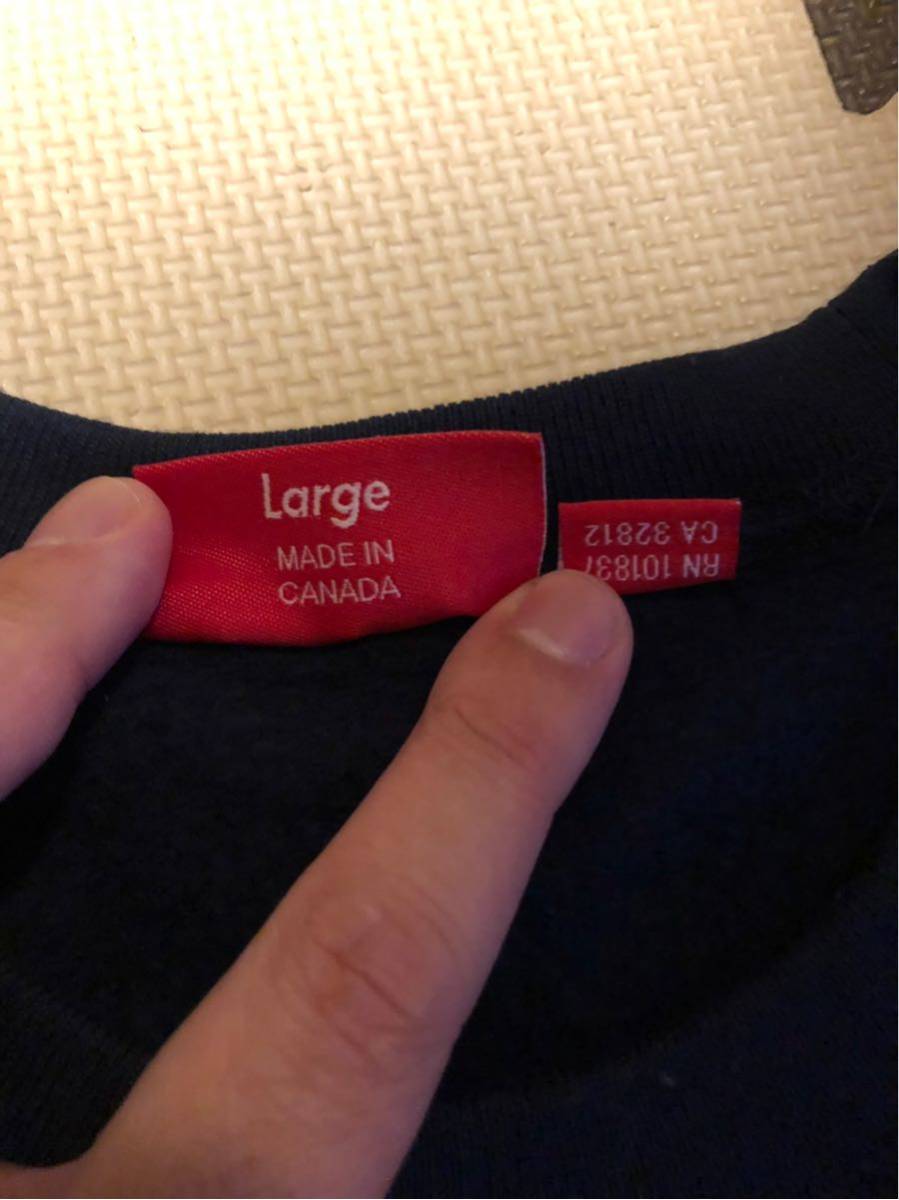 Large
MADE IN
CANADA
RN 101837
CA 32812